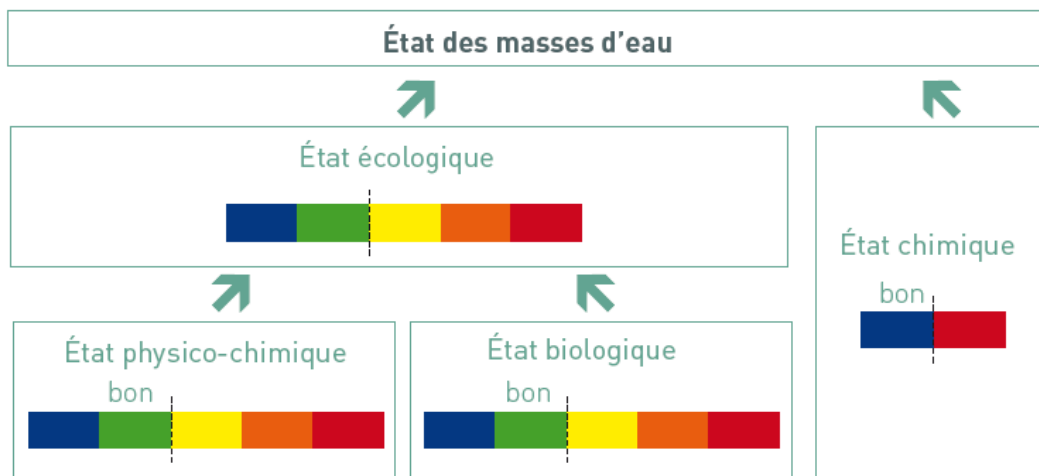 État des masses d'eau
État écologique
État chimique
bon
État physico-chimique
bon
État biologique
bon